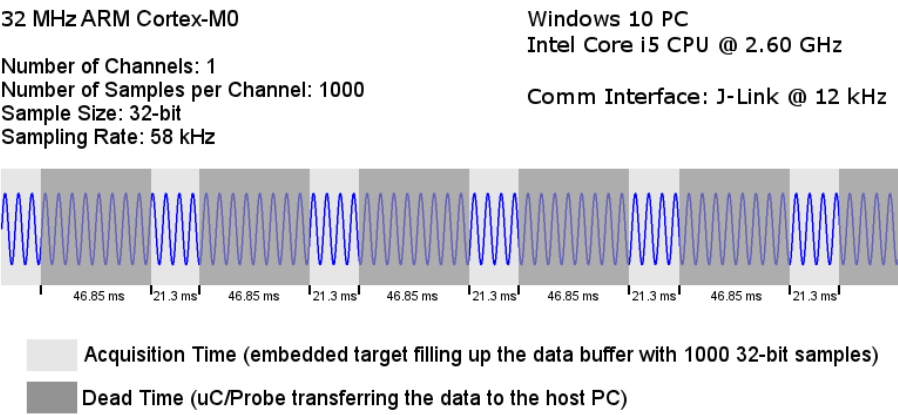 32 MHz ARM Cortex-M0
Number of Channels: 1
Number of Samples per Channel: 1000
Sample Size: 32-bit
Sampling Rate: 58 kHz
Windows 10 PC
Intel Core i5 CPU @ 2.60 GHz
Comm Interface: J-Link @ 12 kHz
46.85 ms 21.3 ms 46.85 ms 21.3 ms 46.85 ms 21.3 ms 46.85 ms 21.3 ms 46.85 ms 21.3 ms
Acquisition Time (embedded target filling up the data buffer with 1000 32-bit samples)
Dead Time (uC/Probe transferring the data to the host PC)